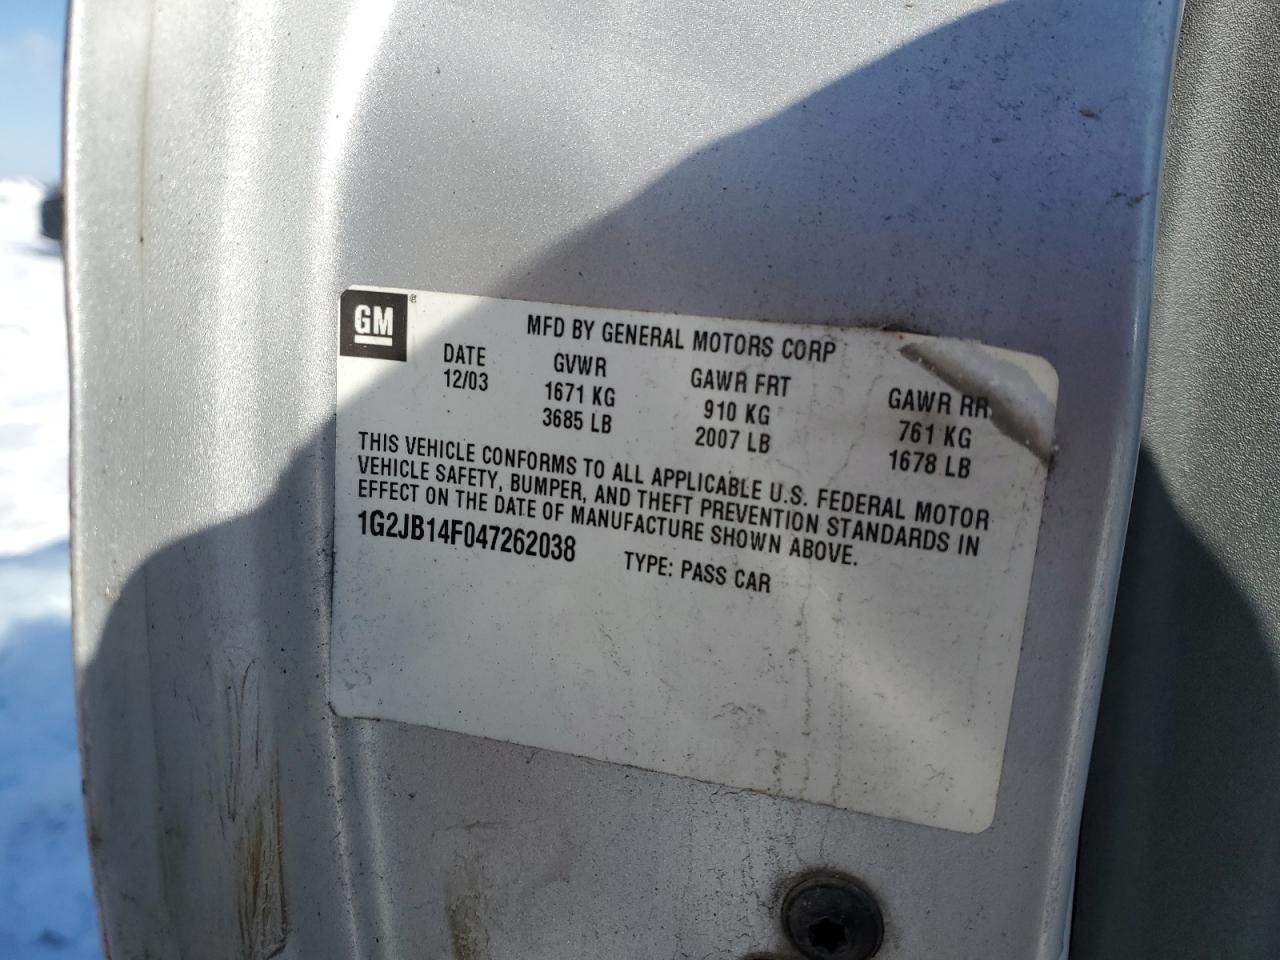 GM ®
MFD BY GENERAL MOTORS CORP
DATE GVWR GAWR FRT GAWR RR
12/03 1671 KG 910 KG 761 KG
3685 LB 2007 LB 1678 LB
THIS VEHICLE CONFORMS TO ALL APPLICABLE U.S. FEDERAL MOTOR
VEHICLE SAFETY, BUMPER, AND THEFT PREVENTION STANDARDS IN
EFFECT ON THE DATE OF MANUFACTURE SHOWN ABOVE.
1G2JB14F047262038 TYPE: PASS CAR